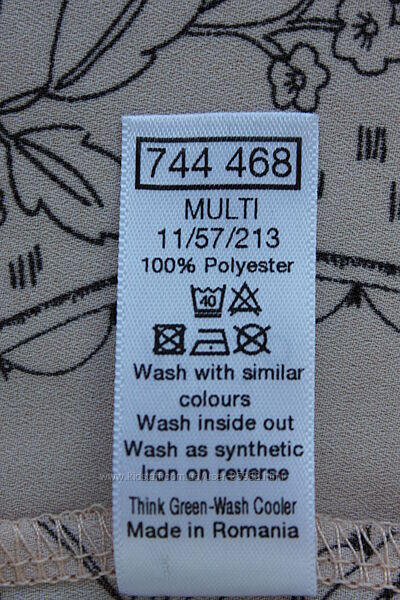 744 468
MULTI
11/57/213
100% Polyester
40
Wash with similar
colours
Wash inside out
Wash as synthetic
Iron on reverse
Think Green-Wash Cooler
Made in Romania